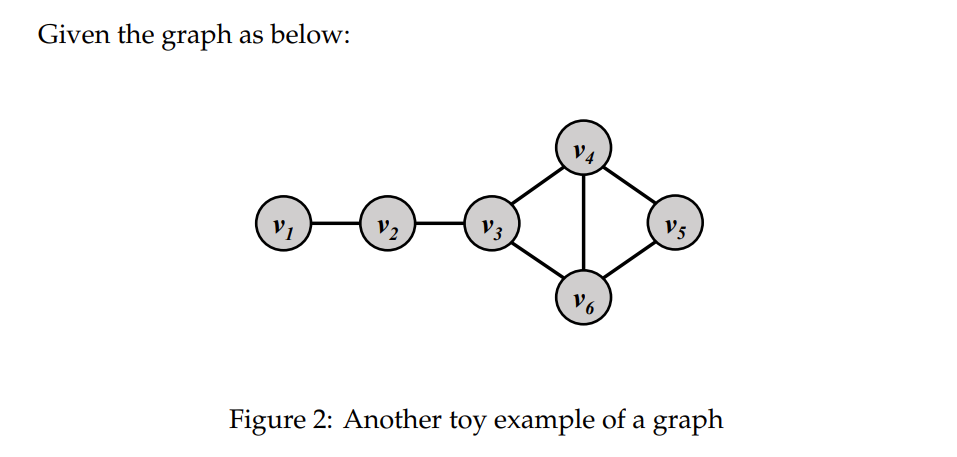 Given the graph as below:
v4
v1
v2
v3
v5
v6
Figure 2: Another toy example of a graph